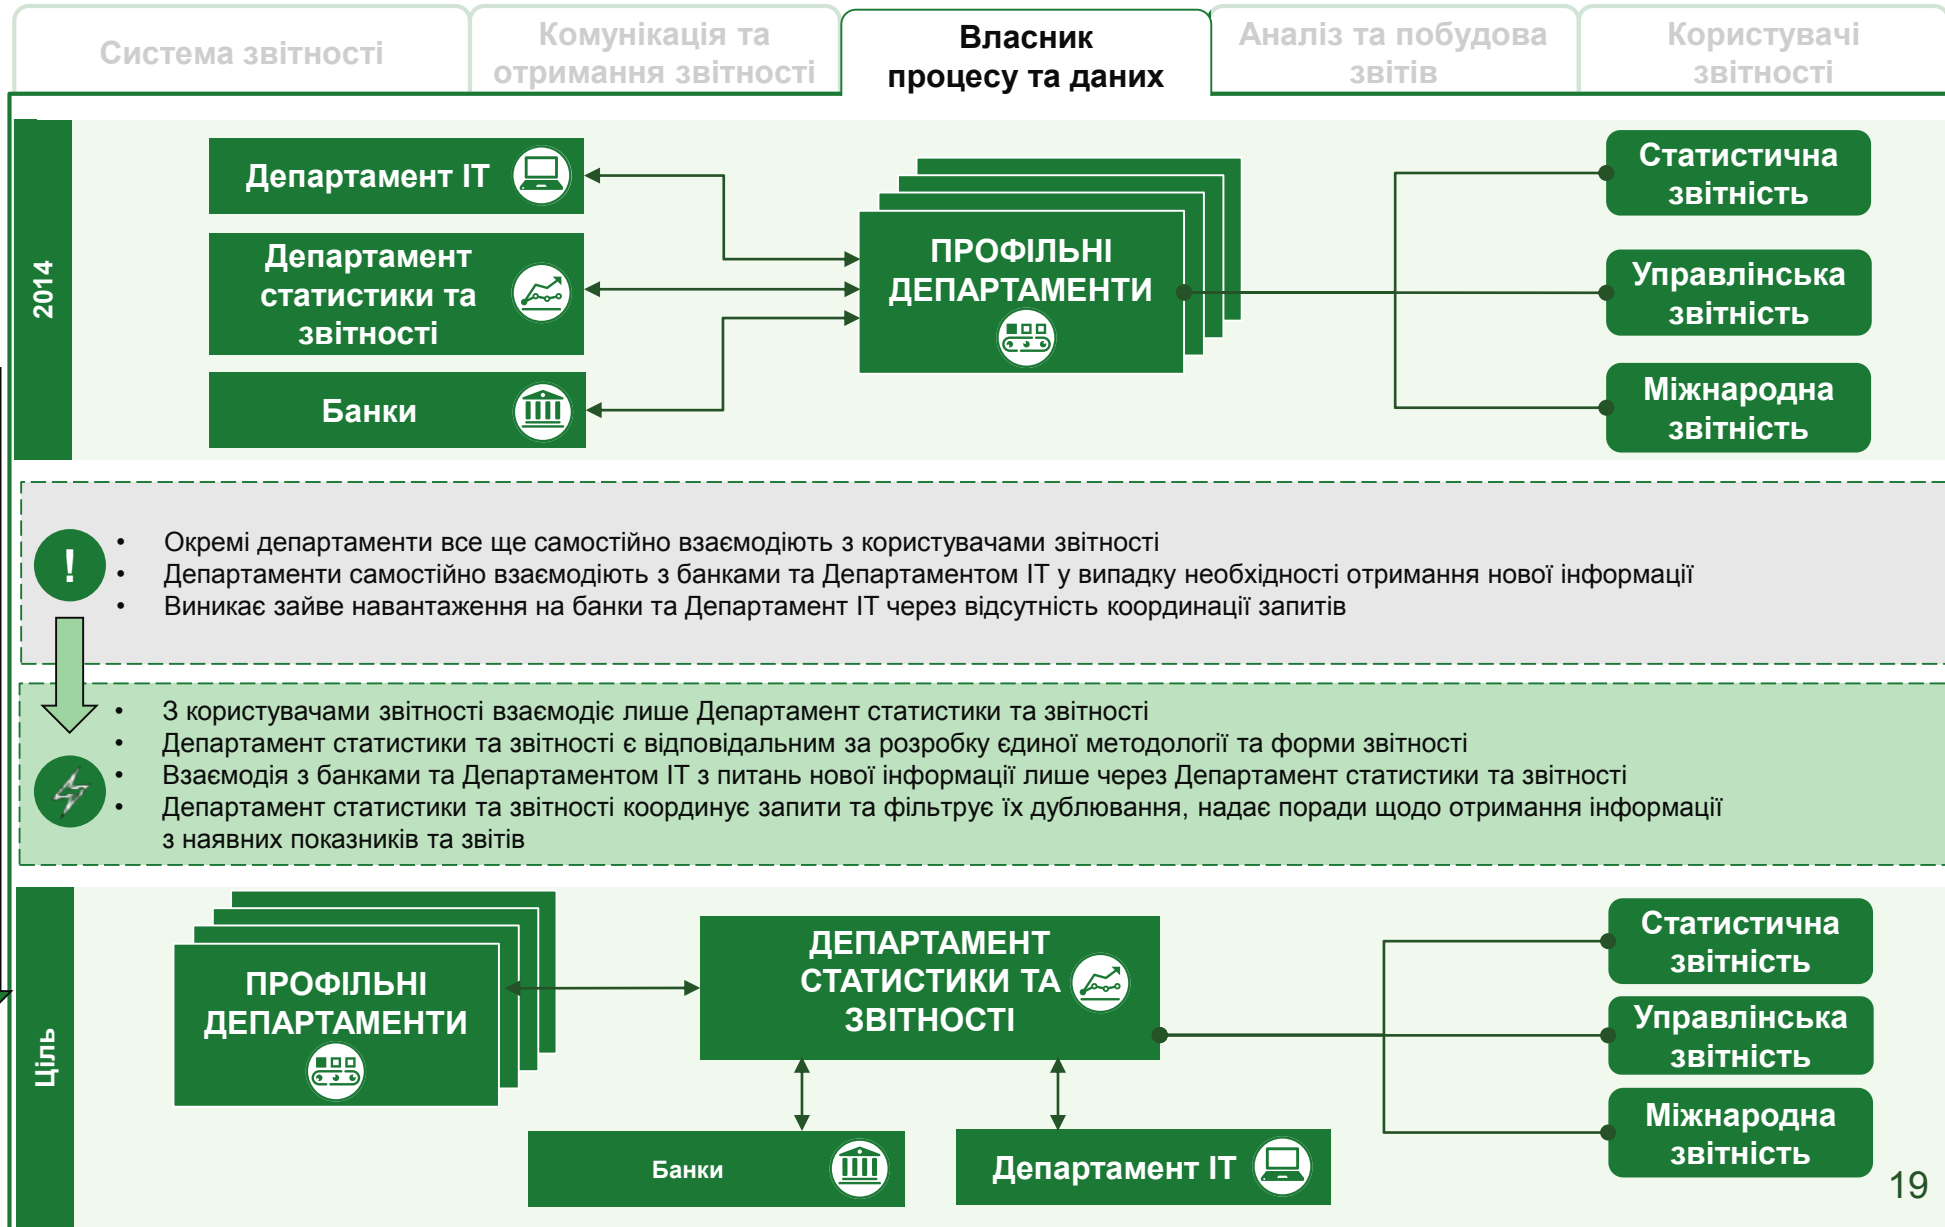 Система звітності
Комунікація та
отримання звітності
Власник
процесу та даних
Аналіз та побудова
звітів
Користувачі
звітності
2014
Департамент ІТ
Департамент
статистики та
звітності
Банки
ПРОФІЛЬНІ
ДЕПАРТАМЕНТИ
Статистична
звітність
Управлінська
звітність
Міжнародна
звітність
!
• Окремі департаменти все ще самостійно взаємодіють з користувачами звітності
• Департаменти самостійно взаємодіють з банками та Департаментом ІТ у випадку необхідності отримання нової інформації
• Виникає зайве навантаження на банки та Департамент ІТ через відсутність координації запитів
• З користувачами звітності взаємодіє лише Департамент статистики та звітності
• Департамент статистики та звітності є відповідальним за розробку єдиної методології та форми звітності
• Взаємодія з банками та Департаментом ІТ з питань нової інформації лише через Департамент статистики та звітності
• Департамент статистики та звітності координує запити та фільтрує їх дублювання, надає поради щодо отримання інформації
з наявних показників та звітів
Ціль
ПРОФІЛЬНІ
ДЕПАРТАМЕНТИ
ДЕПАРТАМЕНТ
СТАТИСТИКИ ТА
ЗВІТНОСТІ
Банки
Департамент ІТ
Статистична
звітність
Управлінська
звітність
Міжнародна
звітність
19